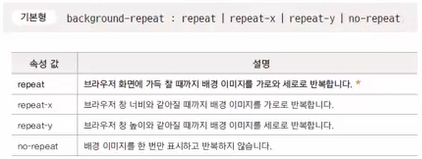 기본형 background-repeat : repeat | repeat-x | repeat-y | no-repeat
속성 값 설명
repeat 브라우저 화면에 가득 찰 때까지 배경 이미지를 가로와 세로로 반복합니다. *
repeat-x 브라우저 창 너비와 같아질 때까지 배경 이미지를 가로로 반복합니다.
repeat-y 브라우저 창 높이와 같아질 때까지 배경 이미지를 세로로 반복합니다.
no-repeat 배경 이미지를 한 번만 표시하고 반복하지 않습니다.